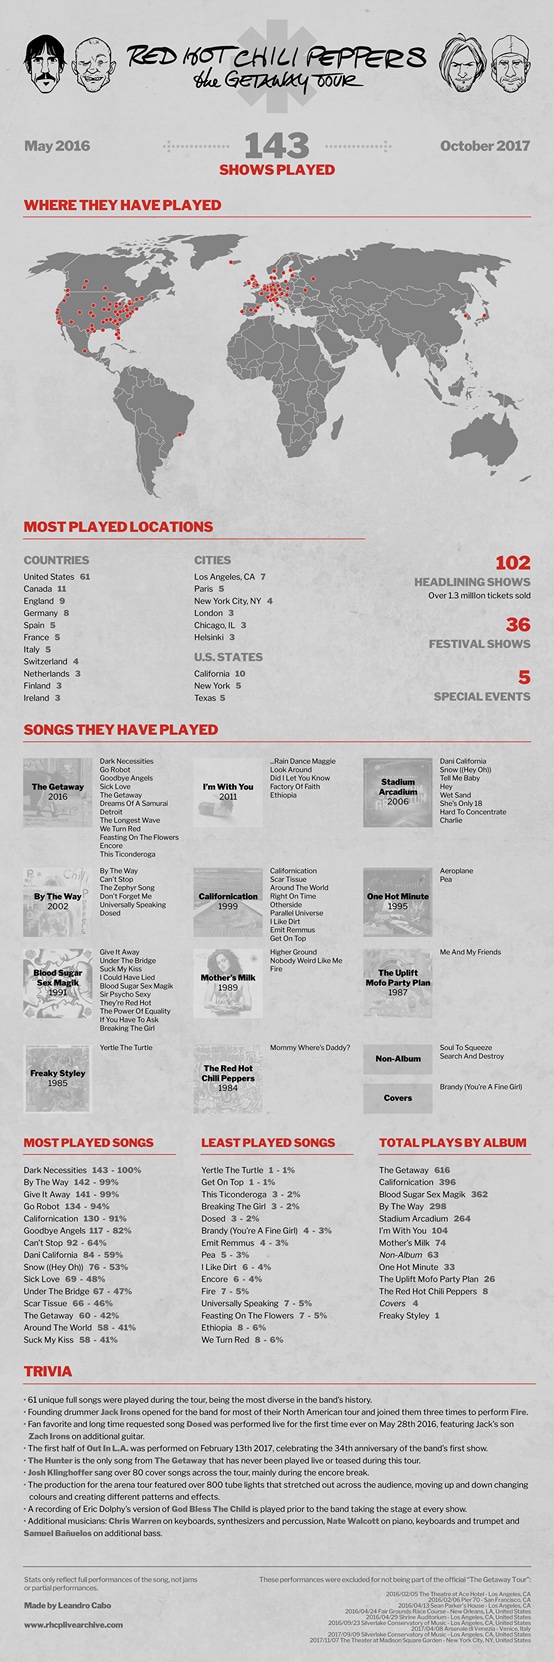 RED HOT CHILI PEPPERS
the GETAWAY TOUR
May 2016
143
October 2017
SHOWS PLAYED
WHERE THEY HAVE PLAYED
MOST PLAYED LOCATIONS
COUNTRIES
United States 61
Canada 11
England 9
Germany 8
Spain 5
France 5
Italy 5
Switzerland 4
Netherlands 3
Finland 3
Ireland 3
CITIES
Los Angeles, CA 7
Paris 5
New York City, NY 4
London 3
Chicago, IL 3
Helsinki 3
U.S. STATES
California 10
New York 5
Texas 5
102
HEADLINING SHOWS
Over 1.3 million tickets sold
36
FESTIVAL SHOWS
5
SPECIAL EVENTS
SONGS THEY HAVE PLAYED
The Getaway
2016
Dark Necessities
Go Robot
Goodbye Angels
Sick Love
The Getaway
Dreams Of A Samurai
Detroit
The Longest Wave
We Turn Red
Feasting On The Flowers
Encore
This Ticonderoga
I'm With You
2011
...Rain Dance Maggie
Look Around
Did I Let You Know
Factory Of Faith
Ethiopia
Stadium
Arcadium
2006
Dani California
Snow ((Hey Oh))
Tell Me Baby
Hey
Wet Sand
She's Only 18
Hard To Concentrate
Charlie
By The Way
2002
By The Way
Can't Stop
The Zephyr Song
Don't Forget Me
Universally Speaking
Dosed
Californication
1999
Californication
Scar Tissue
Around The World
Right On Time
Otherside
Parallel Universe
I Like Dirt
Emit Remmus
Get On Top
One Hot Minute
1995
Aeroplane
Pea
Blood Sugar
Sex Magik
1991
Give It Away
Under The Bridge
Suck My Kiss
I Could Have Lied
Blood Sugar Sex Magik
Sir Psycho Sexy
They're Red Hot
The Power Of Equality
If You Have To Ask
Breaking The Girl
Mother's Milk
1989
Higher Ground
Nobody Weird Like Me
Fire
The Uplift
Mofo Party Plan
1987
Me And My Friends
Freaky Styley
1985
Yertle The Turtle
The Red Hot
Chili Peppers
1984
Mommy Where's Daddy?
Non-Album
Soul To Squeeze
Search And Destroy
Covers
Brandy (You're A Fine Girl)
MOST PLAYED SONGS
Dark Necessities 143 - 100%
By The Way 142 - 99%
Give It Away 141 - 99%
Go Robot 134 - 94%
Californication 130 - 91%
Goodbye Angels 117 - 82%
Can't Stop 92 - 64%
Dani California 84 - 59%
Snow ((Hey Oh)) 76 - 53%
Sick Love 69 - 48%
Under The Bridge 67 - 47%
Scar Tissue 66 - 46%
The Getaway 60 - 42%
Around The World 58 - 41%
Suck My Kiss 58 - 41%
LEAST PLAYED SONGS
Yertle The Turtle 1 - 1%
Get On Top 1 - 1%
This Ticonderoga 3 - 2%
Breaking The Girl 3 - 2%
Dosed 3 - 2%
Brandy (You're A Fine Girl) 4 - 3%
Emit Remmus 4 - 3%
Pea 5 - 3%
I Like Dirt 6 - 4%
Encore 6 - 4%
Fire 7 - 5%
Universally Speaking 7 - 5%
Feasting On The Flowers 7 - 5%
Ethiopia 8 - 6%
We Turn Red 8 - 6%
TOTAL PLAYS BY ALBUM
The Getaway 616
Californication 396
Blood Sugar Sex Magik 362
By The Way 298
Stadium Arcadium 264
I'm With You 104
Mother's Milk 74
Non-Album 63
One Hot Minute 33
The Uplift Mofo Party Plan 26
The Red Hot Chili Peppers 8
Covers 4
Freaky Styley 1
TRIVIA
• 61 unique full songs were played during the tour, being the most diverse in the band's history.
• Founding drummer Jack Irons opened for the band for most of their North American tour and joined them three times to perform Fire.
• Fan favorite and long time requested song Dosed was performed live for the first time ever on May 28th 2016, featuring Jack's son
Zach Irons on additional guitar.
• The first half of Out In L.A. was performed on February 13th 2017, celebrating the 34th anniversary of the band's first show.
• The Hunter is the only song from The Getaway that has never been played live or teased during this tour.
• Josh Klinghoffer sang over 80 cover songs across the tour, mainly during the encore break.
• The production for the arena tour featured over 800 tube lights that stretched out across the audience, moving up and down changing
colours and creating different patterns and effects.
• A recording of Eric Dolphy's version of God Bless The Child is played prior to the band taking the stage at every show.
• Additional musicians: Chris Warren on keyboards, synthesizers and percussion, Nate Walcott on piano, keyboards and trumpet and
Samuel Bañuelos on additional bass.
Stats only reflect full performances of the song, not jams
or partial performances.
Made by Leandro Cabo
www.rhcplivearchive.com
These performances were excluded for not being part of the official "The Getaway Tour":
2016/02/05 The Theatre at Ace Hotel - Los Angeles, CA
2016/02/06 Pier 70 - San Francisco, CA
2016/04/13 Sean Parker's House - Los Angeles, CA
2016/04/24 Fair Grounds Race Course - New Orleans, LA, United States
2016/04/29 Shrine Auditorium - Los Angeles, CA, United States
2016/09/23 Silverlake Conservatory of Music - Los Angeles, CA, United States
2017/04/08 Arsenale di Venezia - Venice, Italy
2017/09/09 Silverlake Conservatory of Music - Los Angeles, CA, United States
2017/11/07 The Theater at Madison Square Garden - New York City, NY, United States